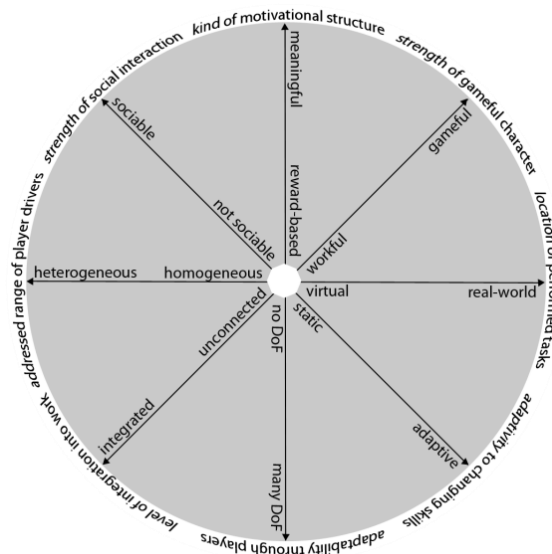 kind of motivational structure
strength of gameful character
location of performed tasks
adaptivity to changing skills
adaptability through players
level of integration into work
addressed range of player drivers
strength of social interaction
meaningful
reward-based
gameful
workful
virtual
real-world
static
adaptive
no DoF
many DoF
unconnected
integrated
homogeneous
heterogeneous
not sociable
sociable